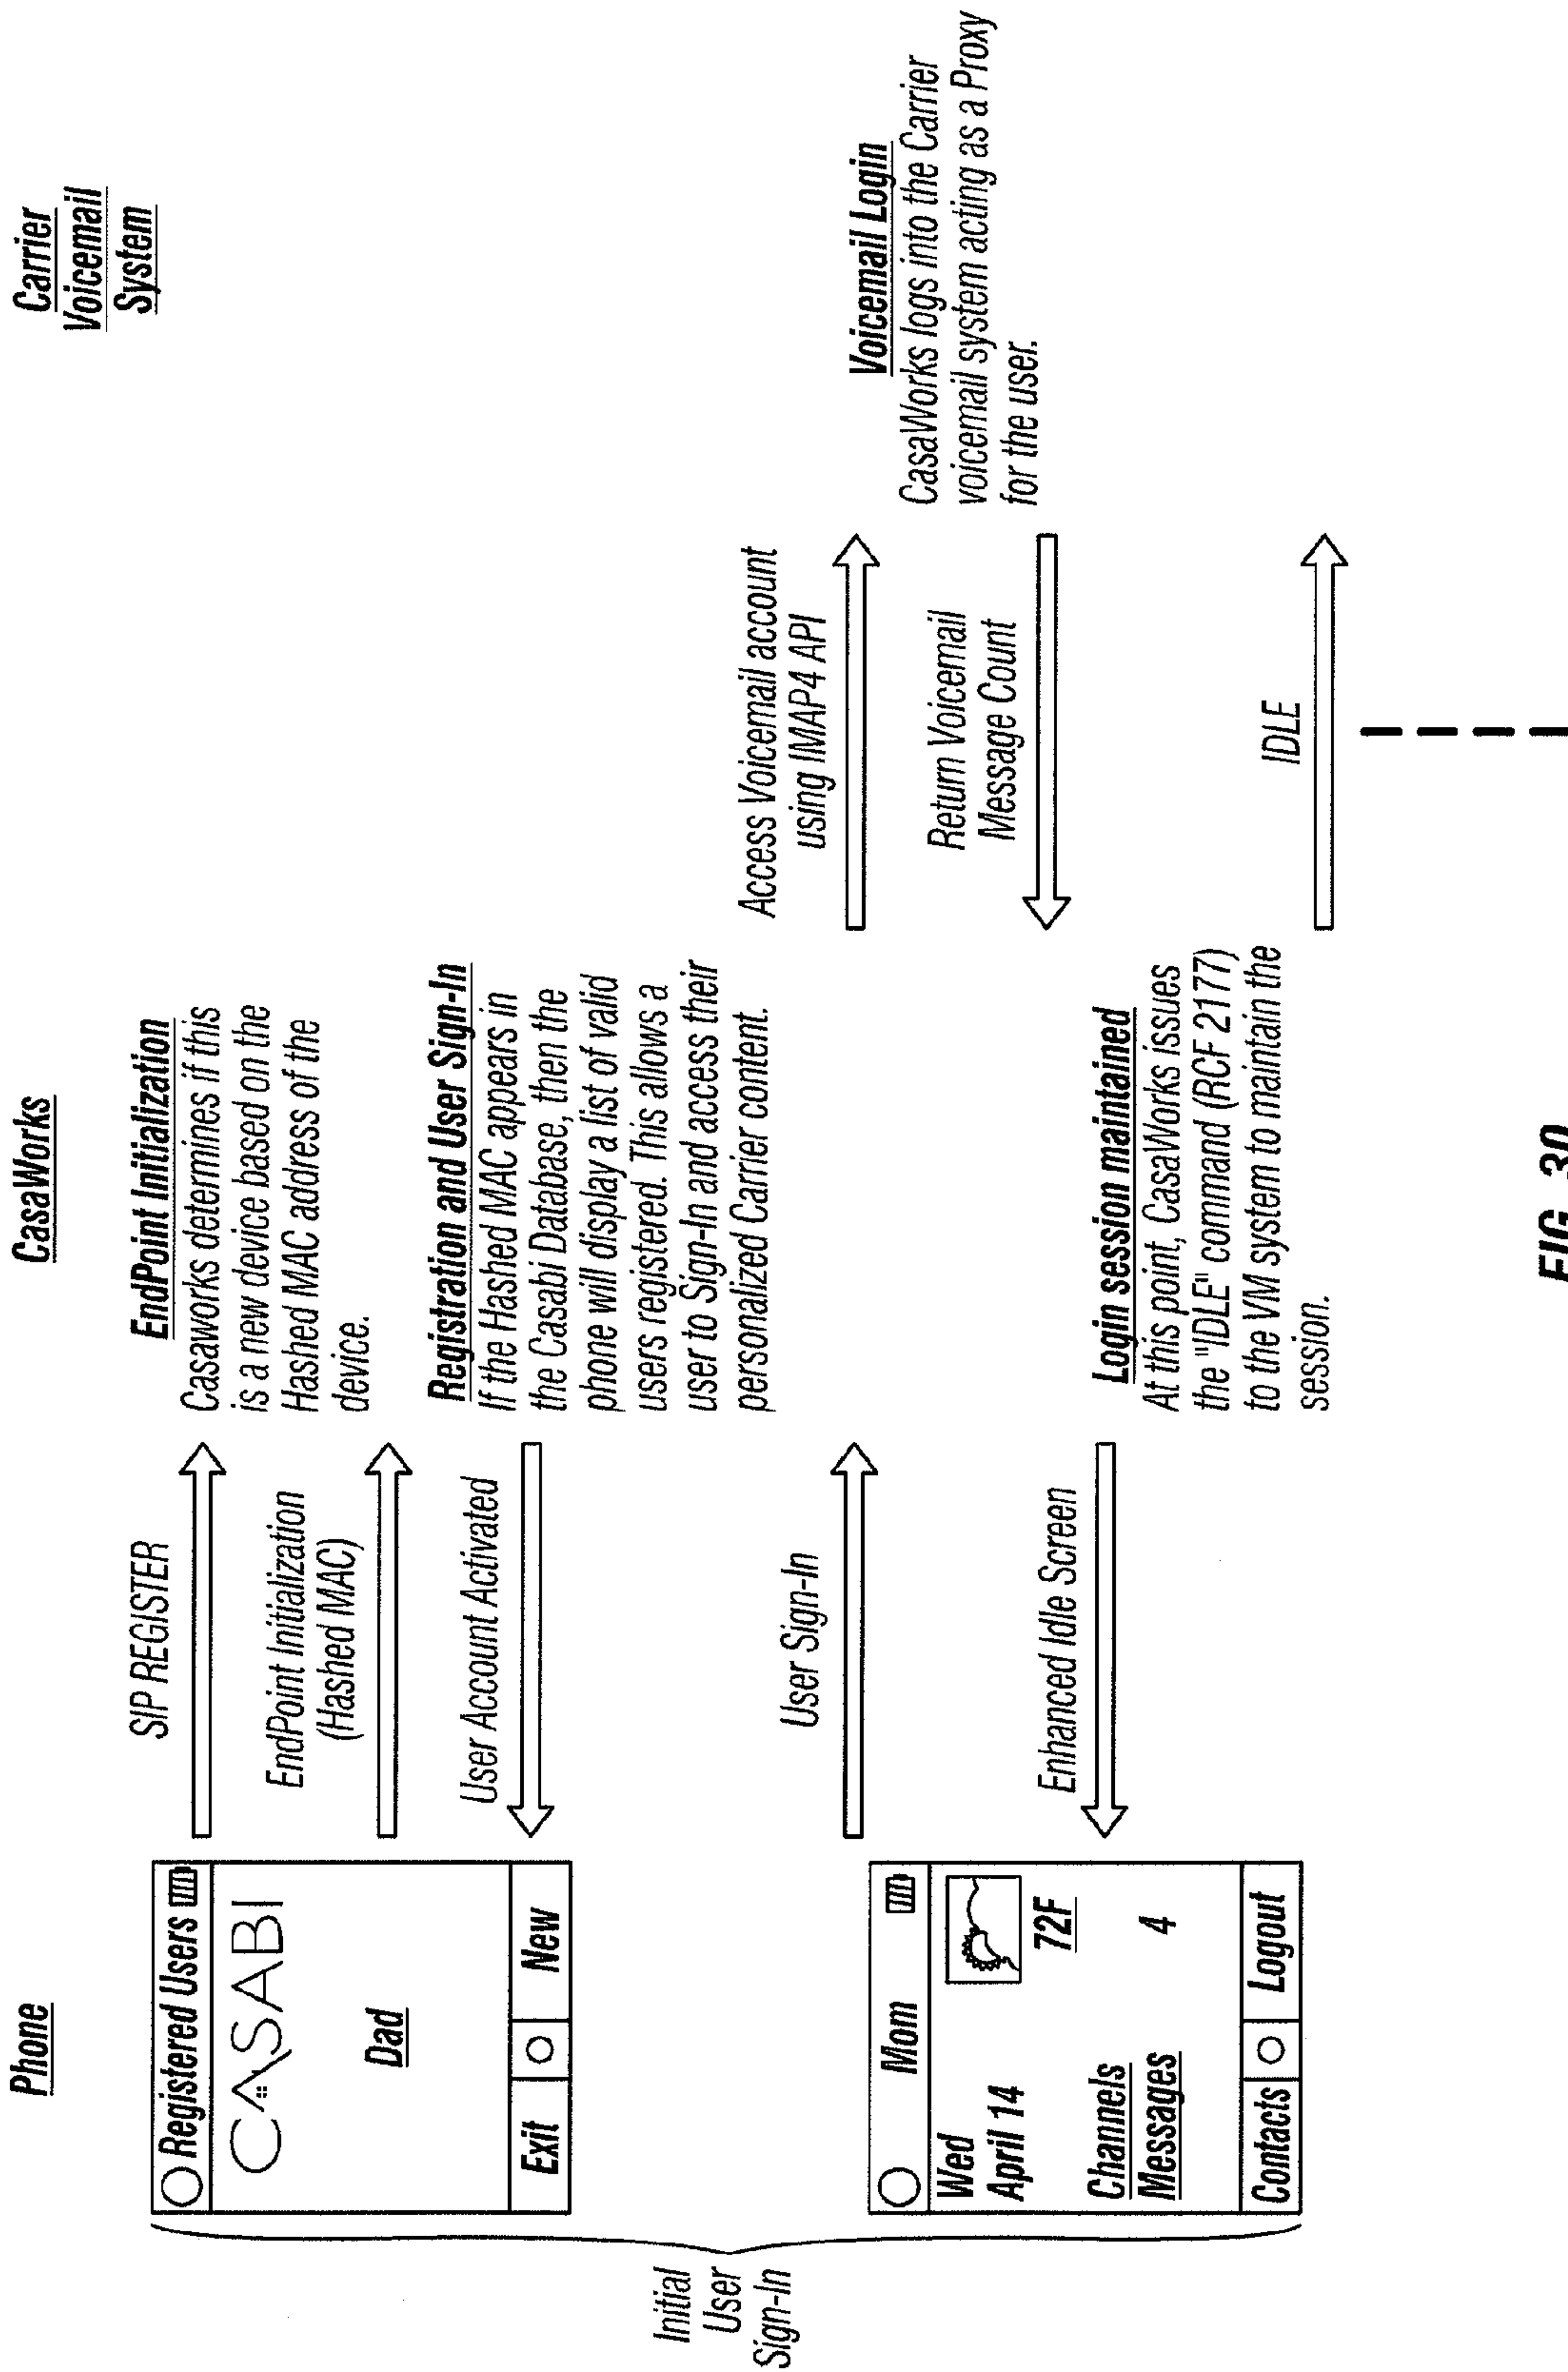 Phone
CasaWorks
Carrier
Voicemail
System
Initial
User
Sign-In
Registered Users
CASABI
Dad
Exit
New
SIP REGISTER
EndPoint Initialization
(Hashed MAC)
User Account Activated
EndPoint Initialization
Casaworks determines if this
is a new device based on the
Hashed MAC address of the
device.
Registration and User Sign-In
If the Hashed MAC appears in
the Casabi Database, then the
phone will display a list of valid
users registered. This allows a
user to Sign-In and access their
personalized Carrier content.
User Sign-In
Access Voicemail account
using IMAP4 API
Voicemail Login
CasaWorks logs into the Carrier
voicemail system acting as a Proxy
for the user.
Return Voicemail
Message Count
Mom
Wed
April 14
72F
Channels
Messages 4
Contacts
Logout
Enhanced Idle Screen
Login session maintained
At this point, CasaWorks issues
the "IDLE" command (RCF 2177)
to the VM system to maintain the
session.
IDLE
FIG. 30